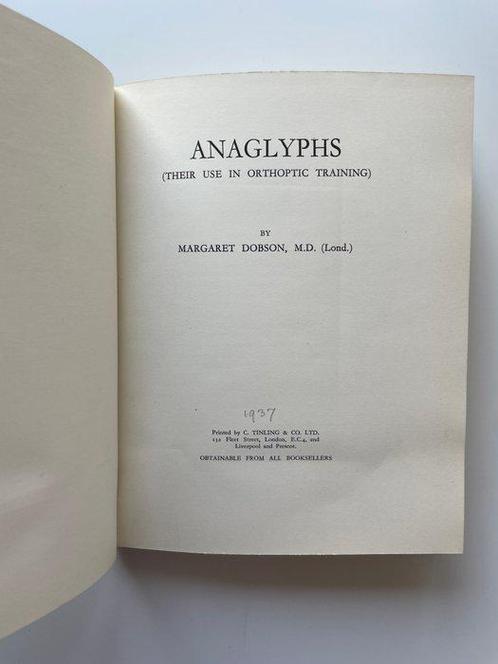 ANAGLYPHS
(THEIR USE IN ORTHOPTIC TRAINING)
BY
MARGARET DOBSON, M.D. (Lond.)
1937
Printed by C. TINLING & CO. LTD.
132 Fleet Street, London, E.C.4, and
Liverpool and Prescot.
OBTAINABLE FROM ALL BOOKSELLERS